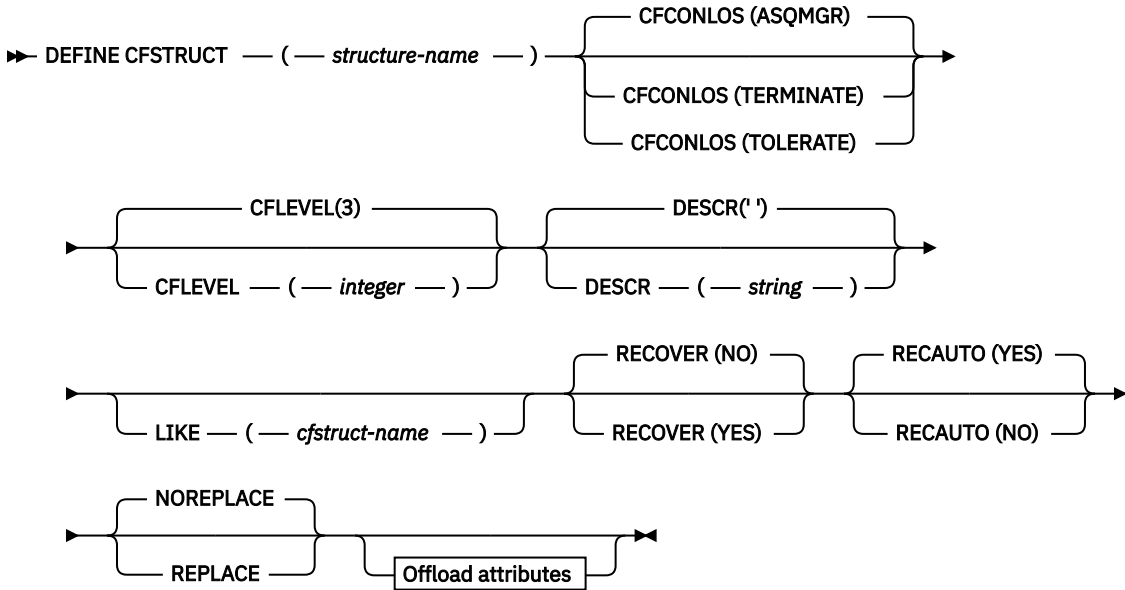 CFCONLOS (ASQMGR)
DEFINE CFSTRUCT ( structure-name )
CFCONLOS (TERMINATE)
CFCONLOS (TOLERATE)
CFLEVEL(3) DESCR(' ')
CFLEVEL ( integer ) DESCR ( string )
RECOVER (NO) RECAUTO (YES)
LIKE ( cfstruct-name ) RECOVER (YES) RECAUTO (NO)
NOREPLACE
REPLACE Offload attributes